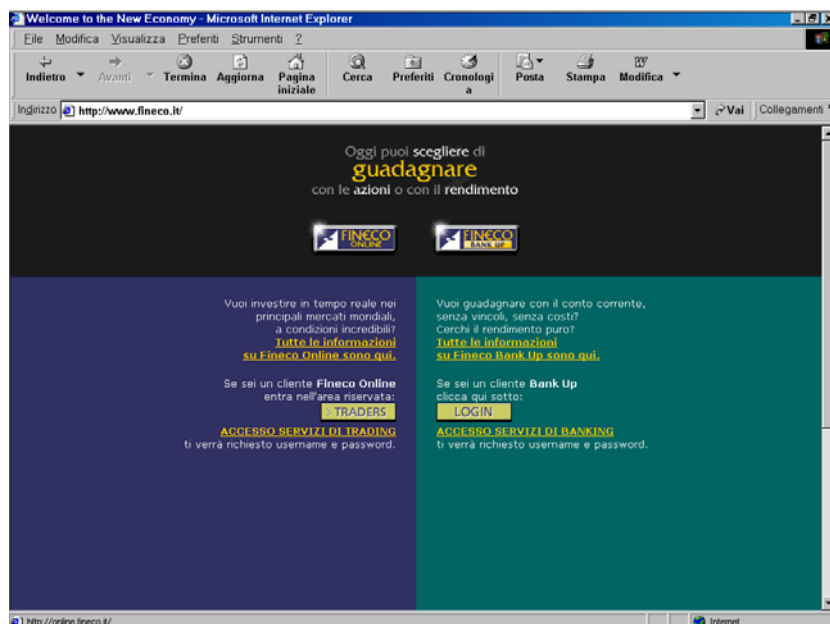 Welcome to the New Economy - Microsoft Internet Explorer
File Modifica Visualizza Preferiti Strumenti ?
Indietro Avanti Termina Aggiorna Pagina iniziale Cerca Preferiti Cronologia Posta Stampa Modifica
Indirizzo http://www.fineco.it/ Vai Collegamenti
Oggi puoi scegliere di
guadagnare
con le azioni o con il rendimento
FINECO ONLINE
FINECO BANK UP
Vuoi investire in tempo reale nei
principali mercati mondiali,
a condizioni incredibili?
Tutte le informazioni
su Fineco Online sono qui.
Se sei un cliente Fineco Online
entra nell'area riservata:
TRADERS
ACCESSO SERVIZI DI TRADING
ti verrà richiesto username e password.
Vuoi guadagnare con il conto corrente,
senza vincoli, senza costi?
Cerchi il rendimento puro?
Tutte le informazioni
su Fineco Bank Up sono qui.
Se sei un cliente Bank Up
clicca qui sotto:
LOGIN
ACCESSO SERVIZI DI BANKING
ti verrà richiesto username e password.
http://online.fineco.it/ Internet